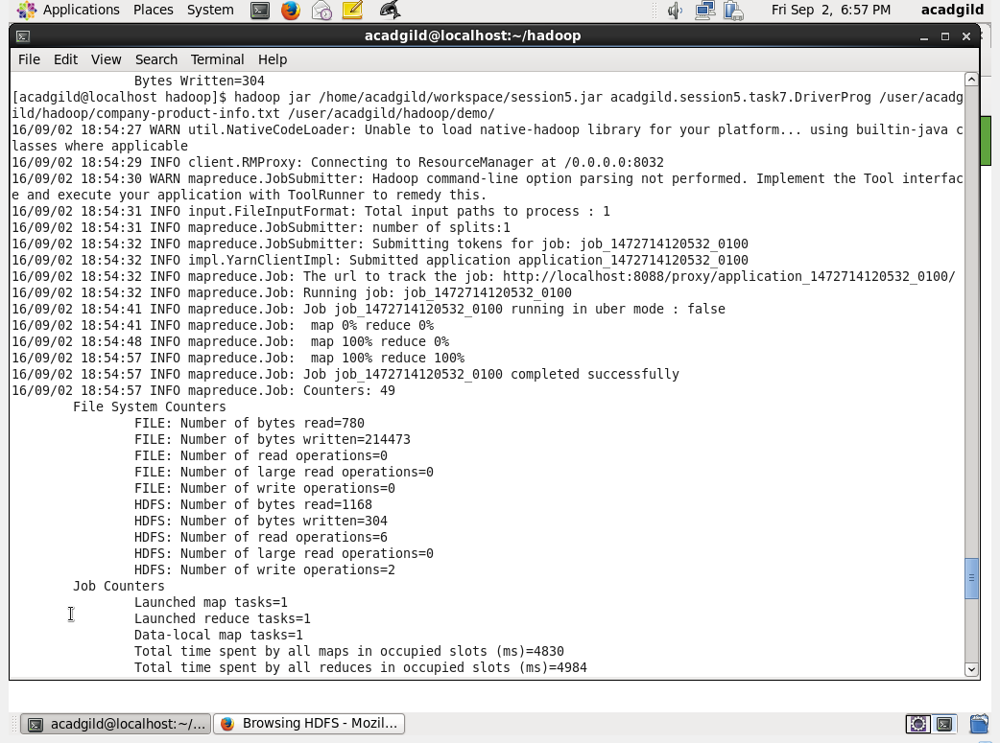 Applications Places System Fri Sep 2, 6:57 PM acadgild
acadgild@localhost:~/hadoop
File Edit View Search Terminal Help
Bytes Written=304
[acadgild@localhost hadoop]$ hadoop jar /home/acadgild/workspace/session5.jar acadgild.session5.task7.DriverProg /user/acadg
ild/hadoop/company-product-info.txt /user/acadgild/hadoop/demo/
16/09/02 18:54:27 WARN util.NativeCodeLoader: Unable to load native-hadoop library for your platform... using builtin-java c
lasses where applicable
16/09/02 18:54:29 INFO client.RMProxy: Connecting to ResourceManager at /0.0.0.0:8032
16/09/02 18:54:30 WARN mapreduce.JobSubmitter: Hadoop command-line option parsing not performed. Implement the Tool interfac
e and execute your application with ToolRunner to remedy this.
16/09/02 18:54:31 INFO input.FileInputFormat: Total input paths to process : 1
16/09/02 18:54:31 INFO mapreduce.JobSubmitter: number of splits:1
16/09/02 18:54:32 INFO mapreduce.JobSubmitter: Submitting tokens for job: job_1472714120532_0100
16/09/02 18:54:32 INFO impl.YarnClientImpl: Submitted application application_1472714120532_0100
16/09/02 18:54:32 INFO mapreduce.Job: The url to track the job: http://localhost:8088/proxy/application_1472714120532_0100/
16/09/02 18:54:32 INFO mapreduce.Job: Running job: job_1472714120532_0100
16/09/02 18:54:41 INFO mapreduce.Job: Job job_1472714120532_0100 running in uber mode : false
16/09/02 18:54:41 INFO mapreduce.Job:  map 0% reduce 0%
16/09/02 18:54:48 INFO mapreduce.Job:  map 100% reduce 0%
16/09/02 18:54:57 INFO mapreduce.Job:  map 100% reduce 100%
16/09/02 18:54:57 INFO mapreduce.Job: Job job_1472714120532_0100 completed successfully
16/09/02 18:54:57 INFO mapreduce.Job: Counters: 49
File System Counters
FILE: Number of bytes read=780
FILE: Number of bytes written=214473
FILE: Number of read operations=0
FILE: Number of large read operations=0
FILE: Number of write operations=0
HDFS: Number of bytes read=1168
HDFS: Number of bytes written=304
HDFS: Number of read operations=6
HDFS: Number of large read operations=0
HDFS: Number of write operations=2
Job Counters
Launched map tasks=1
Launched reduce tasks=1
Data-local map tasks=1
Total time spent by all maps in occupied slots (ms)=4830
Total time spent by all reduces in occupied slots (ms)=4984
acadgild@localhost:~/... Browsing HDFS - Mozil...